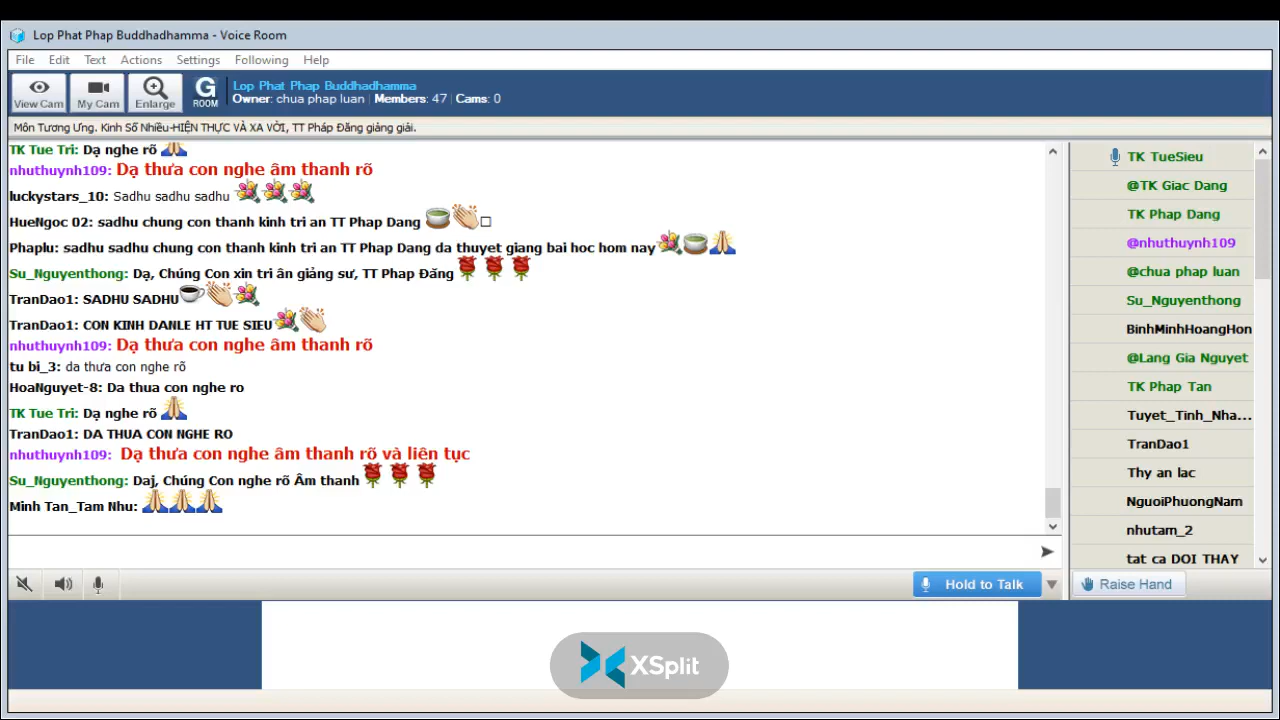 Lop Phat Phap Buddhadhamma - Voice Room
File Edit Text Actions Settings Following Help
View Cam My Cam Enlarge G ROOM
Lop Phat Phap Buddhadhamma
Owner: chua phap luan | Members: 47 | Cams: 0
Môn Tương Ưng. Kinh Số Nhiều-HIỆN THỰC VÀ XA VỜI, TT Pháp Đăng giảng giải.
TK Tue Tri: Dạ nghe rõ
nhuthuynh109: Dạ thưa con nghe âm thanh rõ
luckystars_10: Sadhu sadhu sadhu
HueNgoc 02: sadhu chung con thanh kinh tri an TT Phap Dang
Phaplu: sadhu sadhu chung con thanh kinh tri an TT Phap Dang da thuyet giang bai hoc hom nay
Su_Nguyenthong: Dạ, Chúng Con xin tri ân giảng sư, TT Phap Đăng
TranDao1: SADHU SADHU
TranDao1: CON KINH DANLE HT TUE SIEU
nhuthuynh109: Dạ thưa con nghe âm thanh rõ
tu bi_3: da thưa con nghe rõ
HoaNguyet-8: Da thua con nghe ro
TK Tue Tri: Dạ nghe rõ
TranDao1: DA THUA CON NGHE RO
nhuthuynh109: Dạ thưa con nghe âm thanh rõ và liên tục
Su_Nguyenthong: Daj, Chúng Con nghe rõ Âm thanh
Minh Tan_Tam Nhu:
TK TueSieu
@TK Giac Dang
TK Phap Dang
@nhuthuynh109
@chua phap luan
Su_Nguyenthong
BinhMinhHoangHon
@Lang Gia Nguyet
TK Phap Tan
Tuyet_Tinh_Nha...
TranDao1
Thy an lac
NguoiPhuongNam
nhutam_2
tat ca DOI THAY
Hold to Talk
Raise Hand
XSplit